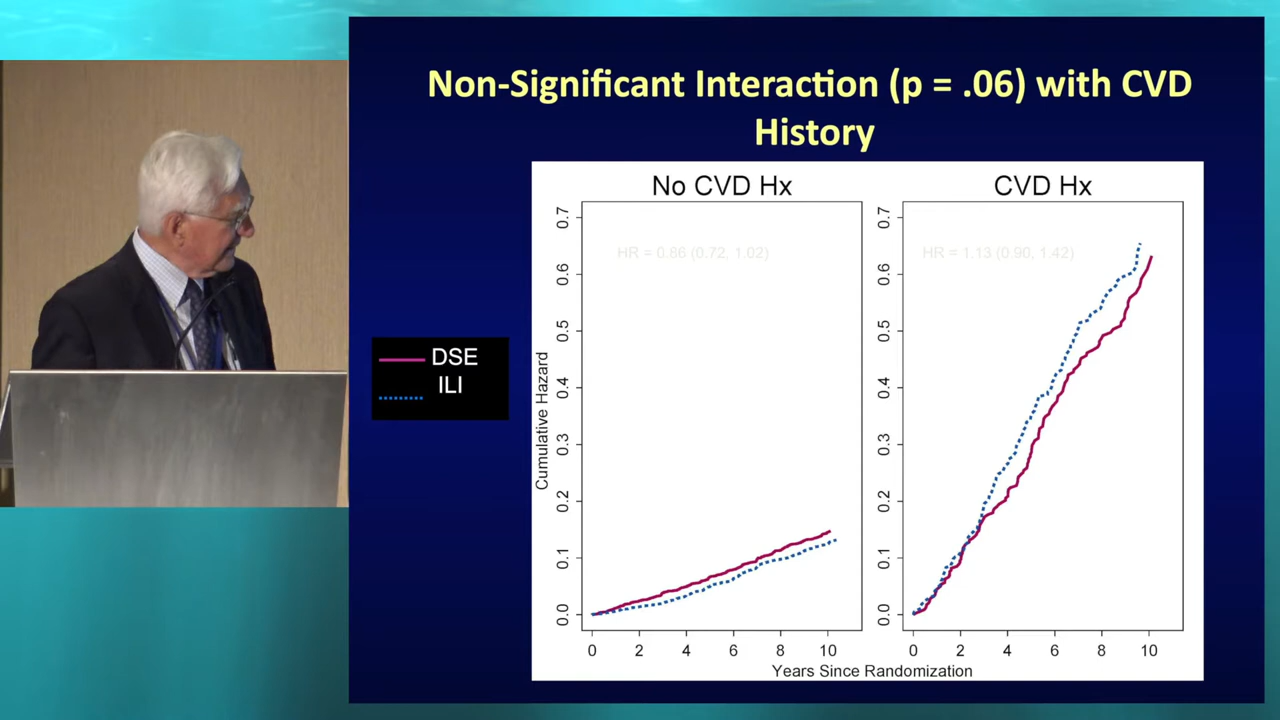 Non-Significant Interaction (p = .06) with CVD
History
No CVD Hx
CVD Hx
HR = 0.86 (0.72, 1.02)
HR = 1.13 (0.90, 1.42)
DSE
ILI
Cumulative Hazard
0.7
0.6
0.5
0.4
0.3
0.2
0.1
0.0
0.7
0.6
0.5
0.4
0.3
0.2
0.1
0.0
0 2 4 6 8 10
0 2 4 6 8 10
Years Since Randomization